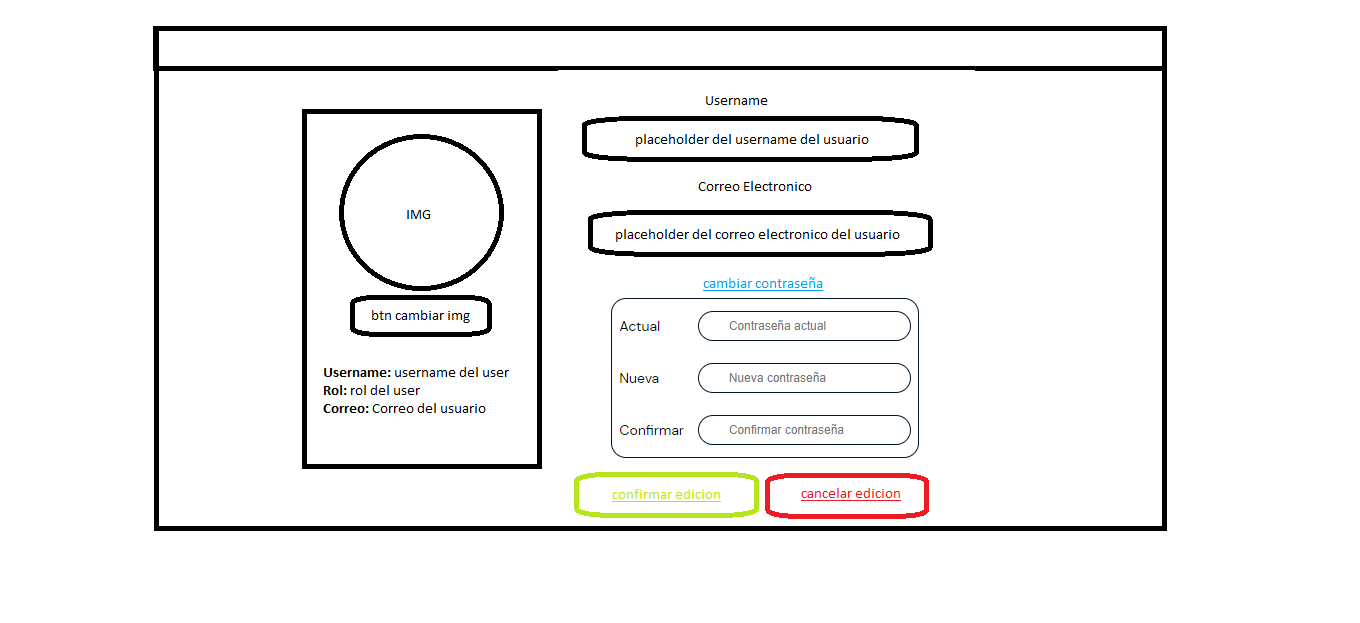 IMG
btn cambiar img
Username: username del user
Rol: rol del user
Correo: Correo del usuario
Username
placeholder del username del usuario
Correo Electronico
placeholder del correo electronico del usuario
cambiar contraseña
Actual Contraseña actual
Nueva Nueva contraseña
Confirmar Confirmar contraseña
confirmar edicion
cancelar edicion